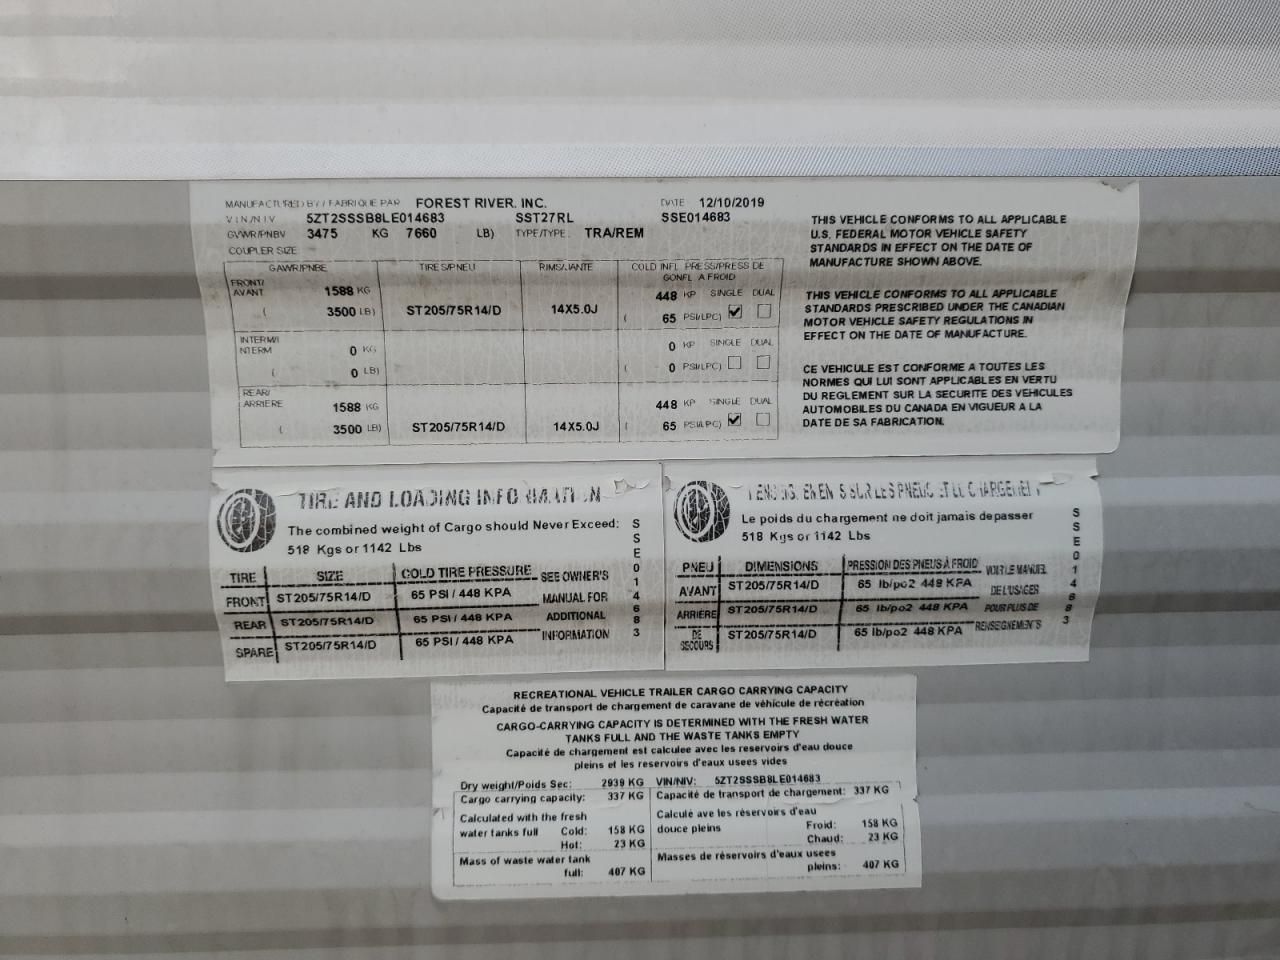 MANUFACTURED BY / FABRIQUE PAR FOREST RIVER, INC. DATE 12/10/2019
VIN/NIV 5ZT2SSSB8LE014683 SST27RL SSE014683
GVWR/PNBV 3475 KG 7660 LB) TYPE/TYPE: TRA/REM
COUPLER SIZE
GAWR/PNBE TIRES/PNEU RIMS/JANTE COLD INFL. PRESS/PRESS DE
GONFL. A FROID
FRONT/
AVANT 1588 KG 448 KP SINGLE DUAL
( 3500 LB) ST205/75R14/D 14X5.0J ( 65 PSI/LPC)
INTERM/I
NTERM 0 KG 0 KP SINGLE DUAL
( 0 LB) ( 0 PSI/LPC)
REAR/
ARRIERE 1588 KG 448 KP SINGLE DUAL
( 3500 LB) ST205/75R14/D 14X5.0J ( 65 PSI/LPC)
THIS VEHICLE CONFORMS TO ALL APPLICABLE
U.S. FEDERAL MOTOR VEHICLE SAFETY
STANDARDS IN EFFECT ON THE DATE OF
MANUFACTURE SHOWN ABOVE.
THIS VEHICLE CONFORMS TO ALL APPLICABLE
STANDARDS PRESCRIBED UNDER THE CANADIAN
MOTOR VEHICLE SAFETY REGULATIONS IN
EFFECT ON THE DATE OF MANUFACTURE.
CE VEHICULE EST CONFORME A TOUTES LES
NORMES QUI LUI SONT APPLICABLES EN VERTU
DU REGLEMENT SUR LA SECURITE DES VEHICULES
AUTOMOBILES DU CANADA EN VIGUEUR A LA
DATE DE SA FABRICATION.
TIRE AND LOADING INFORMATION
The combined weight of Cargo should Never Exceed:
518 Kgs or 1142 Lbs
TIRE SIZE COLD TIRE PRESSURE SEE OWNER'S
FRONT ST205/75R14/D 65 PSI / 448 KPA MANUAL FOR
REAR ST205/75R14/D 65 PSI / 448 KPA ADDITIONAL
SPARE ST205/75R14/D 65 PSI / 448 KPA INFORMATION
SSE014683
SUR LES PNEUS ET LE CHARGEMENT
Le poids du chargement ne doit jamais depasser
518 Kgs or 1142 Lbs
PNEU DIMENSIONS PRESSION DES PNEUS À FROID VOIR LE MANUEL
AVANT ST205/75R14/D 65 lb/po2 448 KPA DE L'USAGER
ARRIÈRE ST205/75R14/D 65 lb/po2 448 KPA POUR PLUS DE
DE
SECOURS ST205/75R14/D 65 lb/po2 448 KPA RENSEIGNEMENTS
SSE014683
RECREATIONAL VEHICLE TRAILER CARGO CARRYING CAPACITY
Capacité de transport de chargement de caravane de véhicule de récréation
CARGO-CARRYING CAPACITY IS DETERMINED WITH THE FRESH WATER
TANKS FULL AND THE WASTE TANKS EMPTY
Capacité de chargement est calculee avec les reservoirs d'eau douce
pleins et les reservoirs d'eaux usees vides
Dry weight/Poids Sec: 2939 KG VIN/NIV: 5ZT2SSSB8LE014683
Cargo carrying capacity: 337 KG Capacité de transport de chargement: 337 KG
Calculated with the fresh
water tanks full Cold: 158 KG
Hot: 23 KG
Calculé ave les réservoirs d'eau
douce pleins Froid: 158 KG
Chaud: 23 KG
Mass of waste water tank
full: 407 KG
Masses de réservoirs d'eaux usees
pleins: 407 KG